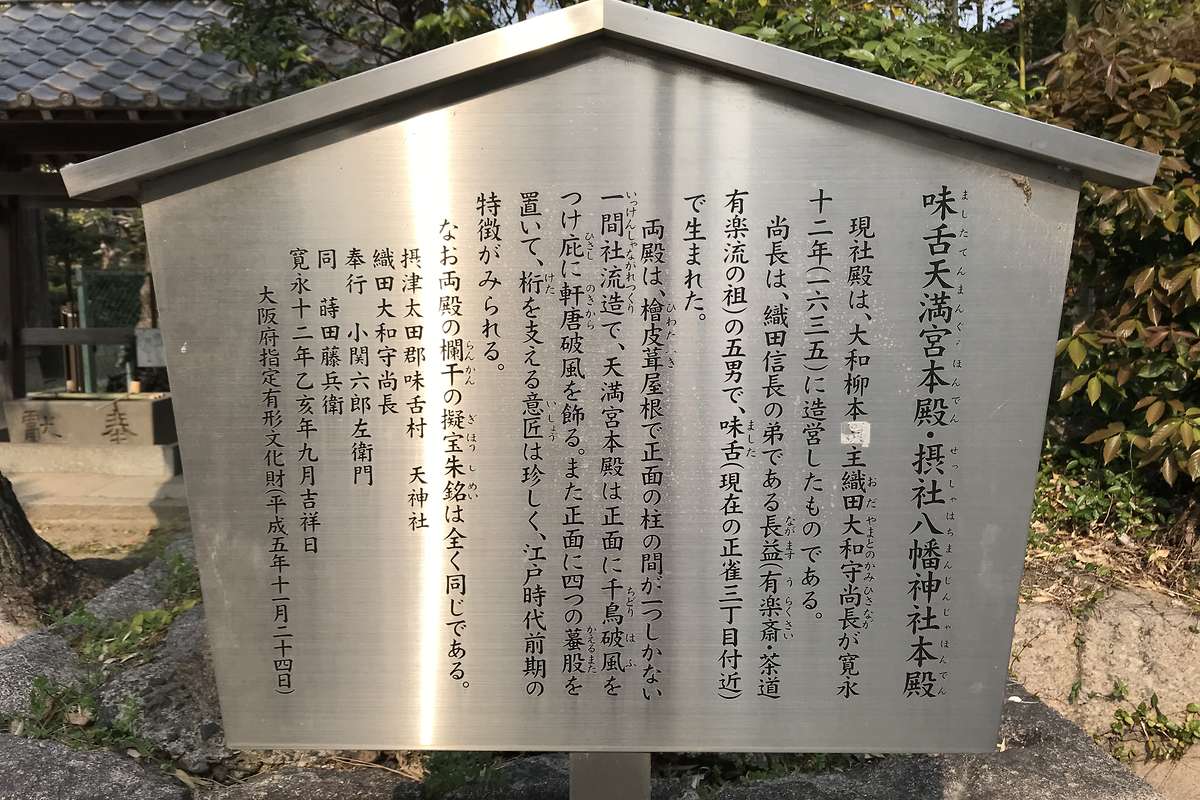 味舌天満宮本殿・摂社八幡神社本殿
現社殿は、大和柳本主織田大和守尚長が寛永
十二年(一六三五)に造営したものである。
尚長は、織田信長の弟である長益(有楽斎・茶道
有楽流の祖)の五男で、味舌(現在の正雀三丁目付近)
で生まれた。
両殿は、檜皮葺屋根で正面の柱の間が一つしかない
一間社流造で、天満宮本殿は正面に千鳥破風を
つけ庇に軒唐破風を飾る。また正面に四つの蟇股を
置いて、桁を支える意匠は珍しく、江戸時代前期の
特徴がみられる。
なお両殿の欄干の擬宝朱銘は全く同じである。
摂津太田郡味舌村 天神社
織田大和守尚長
奉行 小関六郎左衛門
同 蒔田藤兵衛
寛永十二年乙亥年九月吉祥日
大阪府指定有形文化財(平成五年十一月二十四日)
献奉